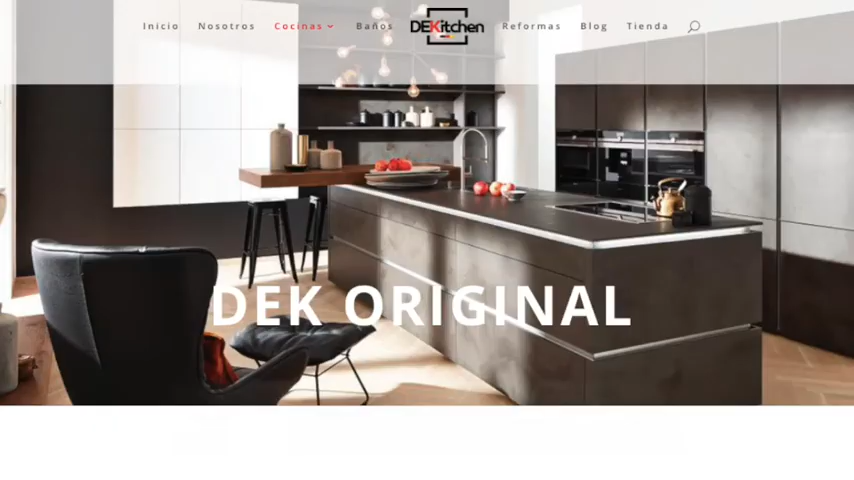 Inicio Nosotros Cocinas Baños DEKitchen Reformas Blog Tienda
DEK ORIGINAL